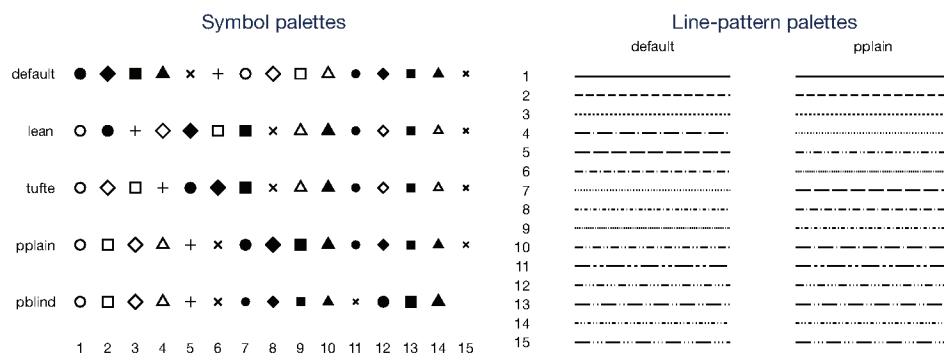 Symbol palettes
default
lean
tufte
pplain
pblind
1 2 3 4 5 6 7 8 9 10 11 12 13 14 15
Line-pattern palettes
default pplain
1
2
3
4
5
6
7
8
9
10
11
12
13
14
15